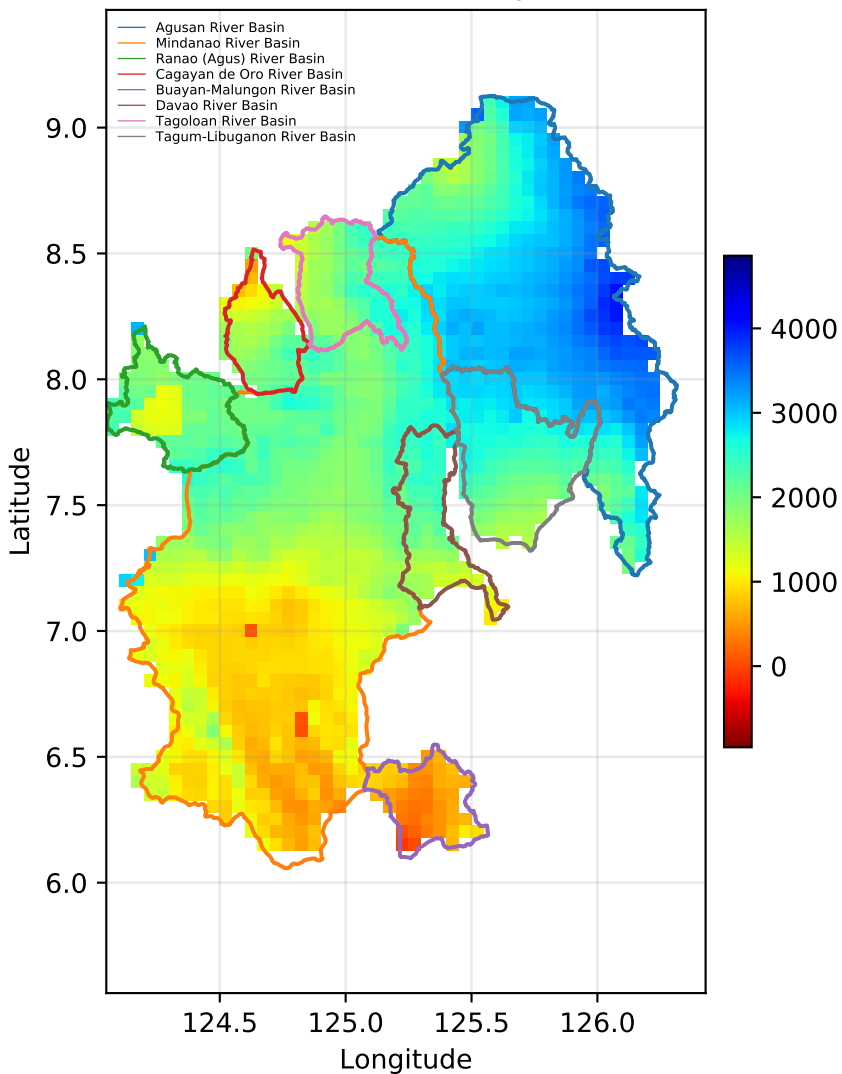 Agusan River Basin
Mindanao River Basin
Ranao (Agus) River Basin
Cagayan de Oro River Basin
Buayan-Malungon River Basin
Davao River Basin
Tagoloan River Basin
Tagum-Libuganon River Basin
9.0
8.5
8.0
7.5
7.0
6.5
6.0
Latitude
124.5 125.0 125.5 126.0
Longitude
4000
3000
2000
1000
0